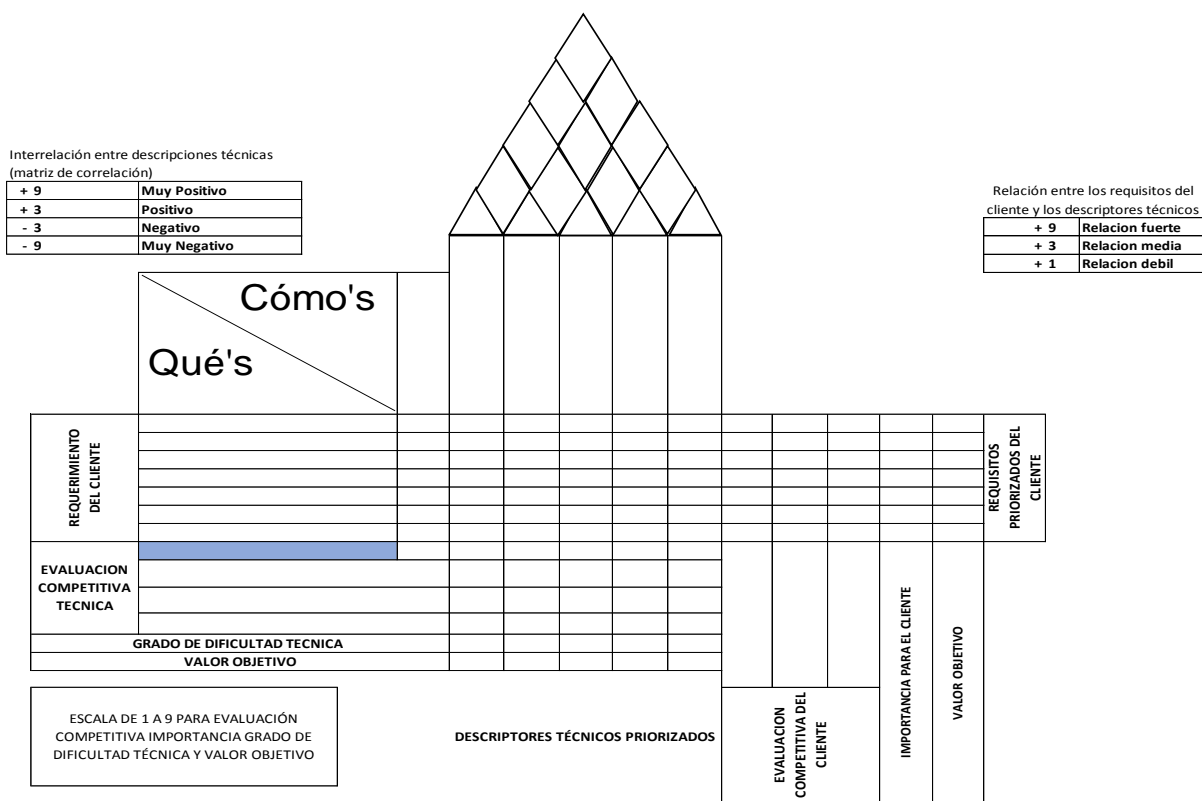 Interrelación entre descripciones técnicas
(matriz de correlación)
+ 9 Muy Positivo
+ 3 Positivo
- 3 Negativo
- 9 Muy Negativo
Relación entre los requisitos del
cliente y los descriptores técnicos
+ 9 Relacion fuerte
+ 3 Relacion media
+ 1 Relacion debil
Cómo's
Qué's
REQUERIMIENTO
DEL CLIENTE
REQUISITOS
PRIORIZADOS DEL
CLIENTE
EVALUACION
COMPETITIVA
TECNICA
GRADO DE DIFICULTAD TECNICA
VALOR OBJETIVO
ESCALA DE 1 A 9 PARA EVALUACIÓN
COMPETITIVA IMPORTANCIA GRADO DE
DIFICULTAD TÉCNICA Y VALOR OBJETIVO
DESCRIPTORES TÉCNICOS PRIORIZADOS
EVALUACION
COMPETITIVA DEL
CLIENTE
IMPORTANCIA PARA EL CLIENTE
VALOR OBJETIVO